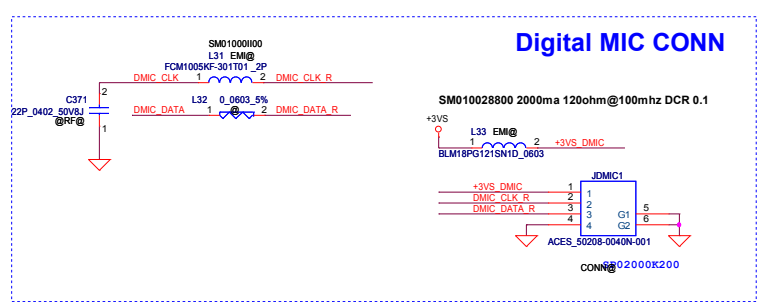 Digital MIC CONN
SM01000II00
L31 EMI@
FCM1005KF-301T01_2P
DMIC_CLK 1 2 DMIC_CLK_R
2
C371
22P_0402_50V8J
@RF@
1
L32 0_0603_5%
DMIC_DATA 1 @ 2 DMIC_DATA_R
SM010028800 2000ma 120ohm@100mhz DCR 0.1
+3VS
L33 EMI@
1 2 +3VS_DMIC
BLM18PG121SN1D_0603
JDMIC1
+3VS_DMIC 1 1
DMIC_CLK_R 2 2
DMIC_DATA_R 3 3 G1 5
4 4 G2 6
ACES_50208-0040N-001
CONN@ SP02000K200